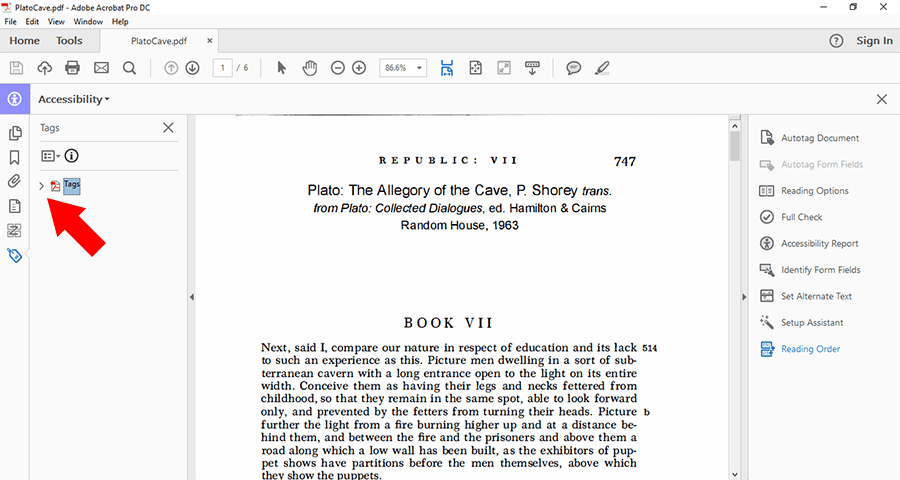 PlatoCave.pdf - Adobe Acrobat Pro DC
File Edit View Window Help
Home Tools PlatoCave.pdf × Sign In
1 / 6 86.6%
Accessibility
Tags
Tags
REPUBLIC: VII 747
Plato: The Allegory of the Cave, P. Shorey trans.
from Plato: Collected Dialogues, ed. Hamilton & Cairns
Random House, 1963
BOOK VII
Next, said I, compare our nature in respect of education and its lack 514
to such an experience as this. Picture men dwelling in a sort of sub-
terranean cavern with a long entrance open to the light on its entire
width. Conceive them as having their legs and necks fettered from
childhood, so that they remain in the same spot, able to look forward
only, and prevented by the fetters from turning their heads. Picture b
further the light from a fire burning higher up and at a distance be-
hind them, and between the fire and the prisoners and above them a
road along which a low wall has been built, as the exhibitors of pup-
pet shows have partitions before the men themselves, above which
they show the puppets.
Autotag Document
Autotag Form Fields
Reading Options
Full Check
Accessibility Report
Identify Form Fields
Set Alternate Text
Setup Assistant
Reading Order